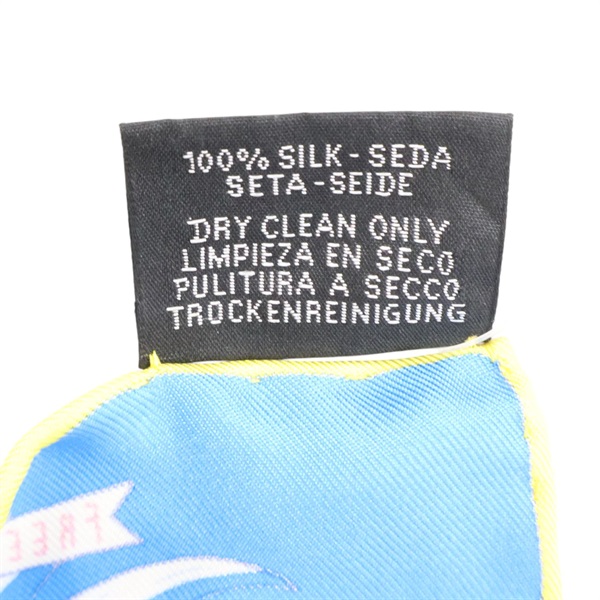 100% SILK - SEDA
SETA - SEIDE
DRY CLEAN ONLY
LIMPIEZA EN SECO
PULITURA A SECCO
TROCKENREINIGUNG
FREE